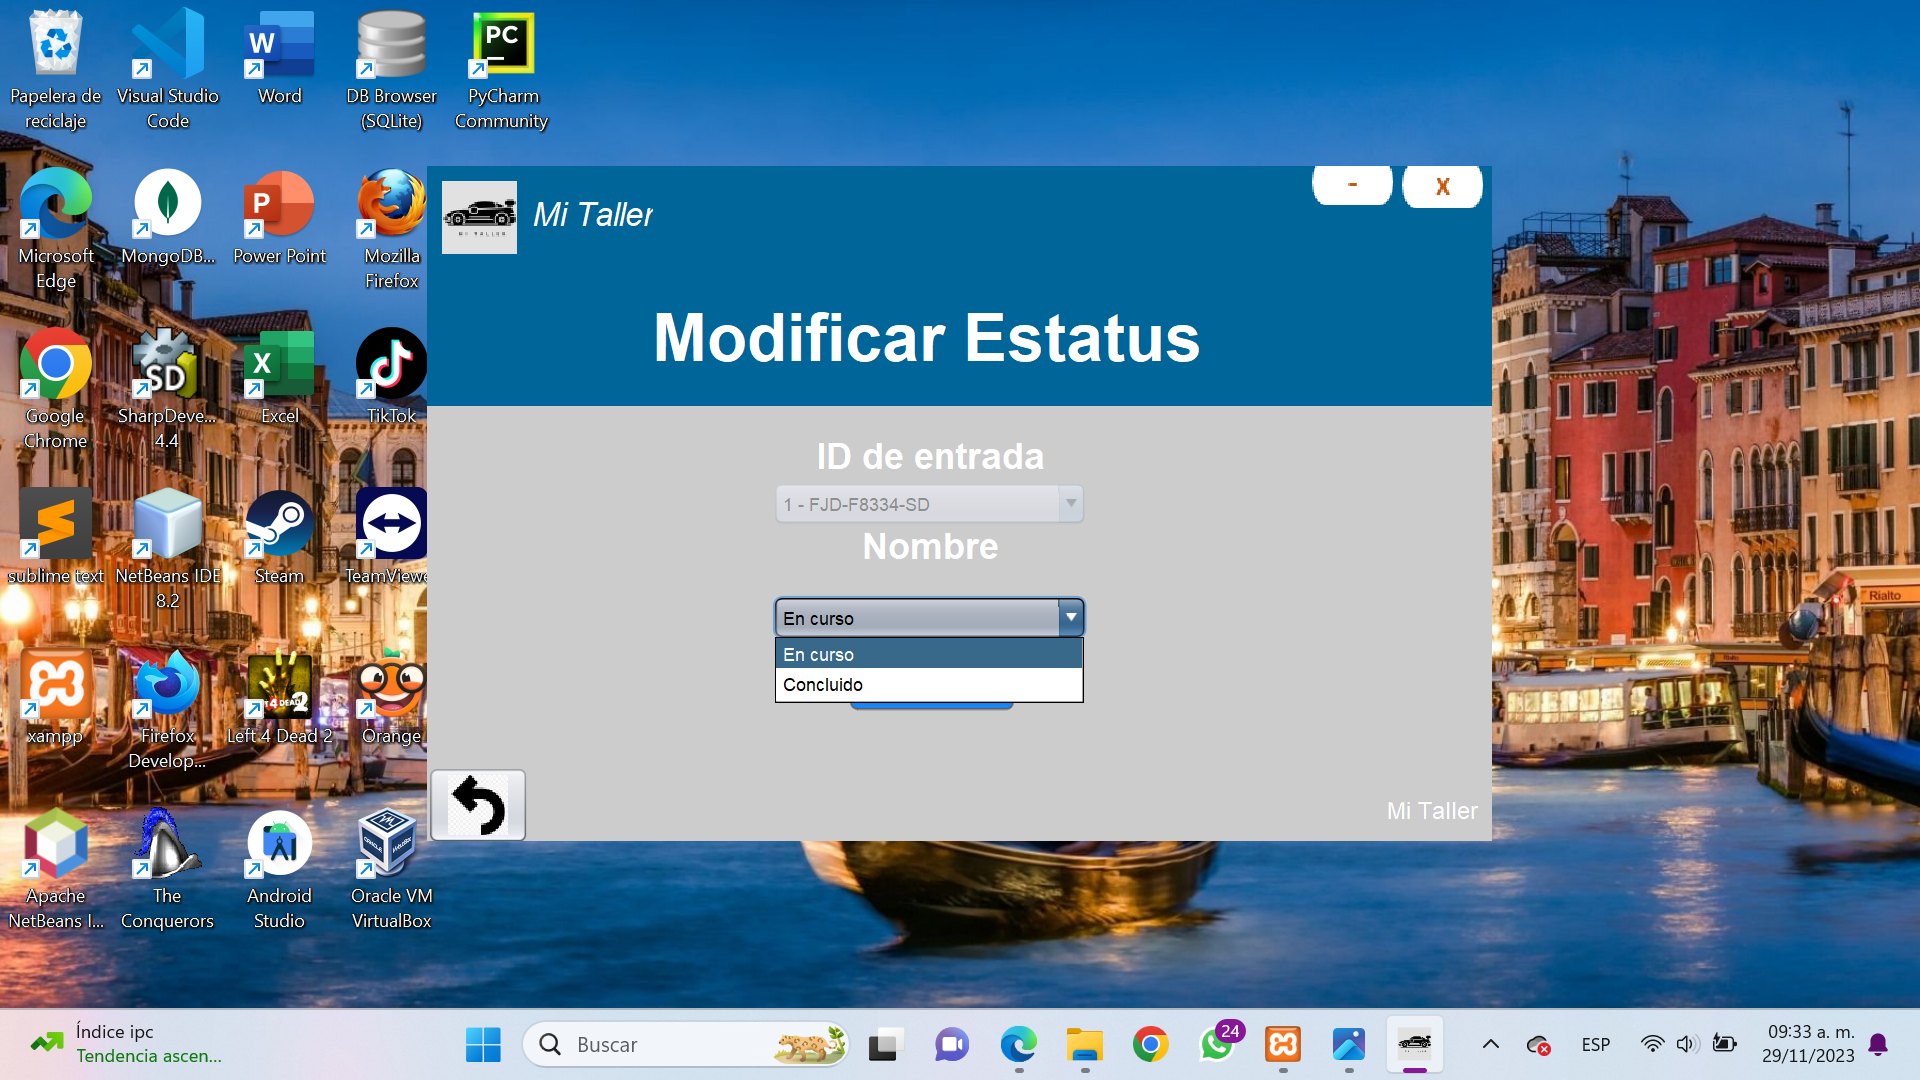 Papelera de
reciclaje
Visual Studio
Code
Word
DB Browser
(SQLite)
PC
PyCharm
Community
Microsoft
Edge
MongoDB...
Power Point
Mozilla
Firefox
Google
Chrome
SD
SharpDeve...
4.4
Excel
TikTok
sublime text
NetBeans IDE
8.2
Steam
TeamViewe
xampp
Firefox
Develop...
Left 4 Dead 2
Orange
Apache
NetBeans I...
The
Conquerors
Android
Studio
Oracle VM
VirtualBox
MI TALLER
Mi Taller
-
X
Modificar Estatus
ID de entrada
1 - FJD-F8334-SD
Nombre
En curso
En curso
Concluido
Mi Taller
Rialto
Índice ipc
Tendencia ascen...
Buscar
24
ESP
09:33 a. m.
29/11/2023